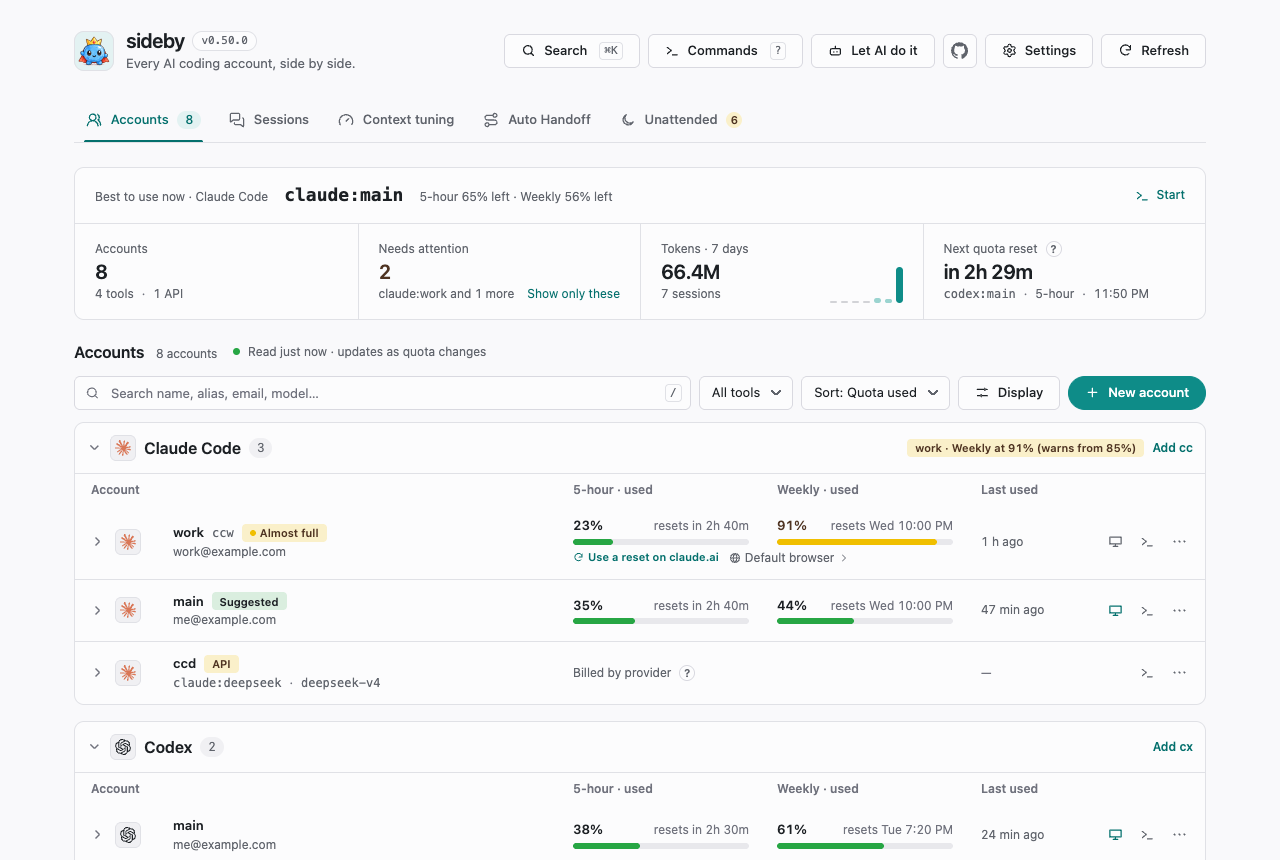 sideby v0.50.0
Every AI coding account, side by side.
Search ⌘K
Commands ?
Let AI do it
Settings
Refresh
Accounts 8
Sessions
Context tuning
Auto Handoff
Unattended 6
Best to use now · Claude Code claude:main 5-hour 65% left · Weekly 56% left
Start
Accounts
8
4 tools · 1 API
Needs attention
2
claude:work and 1 more Show only these
Tokens · 7 days
66.4M
7 sessions
Next quota reset ?
in 2h 29m
codex:main · 5-hour · 11:50 PM
Accounts 8 accounts Read just now · updates as quota changes
Search name, alias, email, model... /
All tools
Sort: Quota used
Display
+ New account
Claude Code 3
work · Weekly at 91% (warns from 85%) Add cc
Account 5-hour · used Weekly · used Last used
work ccw Almost full
work@example.com
23% resets in 2h 40m
Use a reset on claude.ai Default browser
91% resets Wed 10:00 PM
1 h ago
main Suggested
me@example.com
35% resets in 2h 40m
44% resets Wed 10:00 PM
47 min ago
ccd API
claude:deepseek · deepseek-v4
Billed by provider ?
—
Codex 2
Add cx
Account 5-hour · used Weekly · used Last used
main
me@example.com
38% resets in 2h 30m
61% resets Tue 7:20 PM
24 min ago